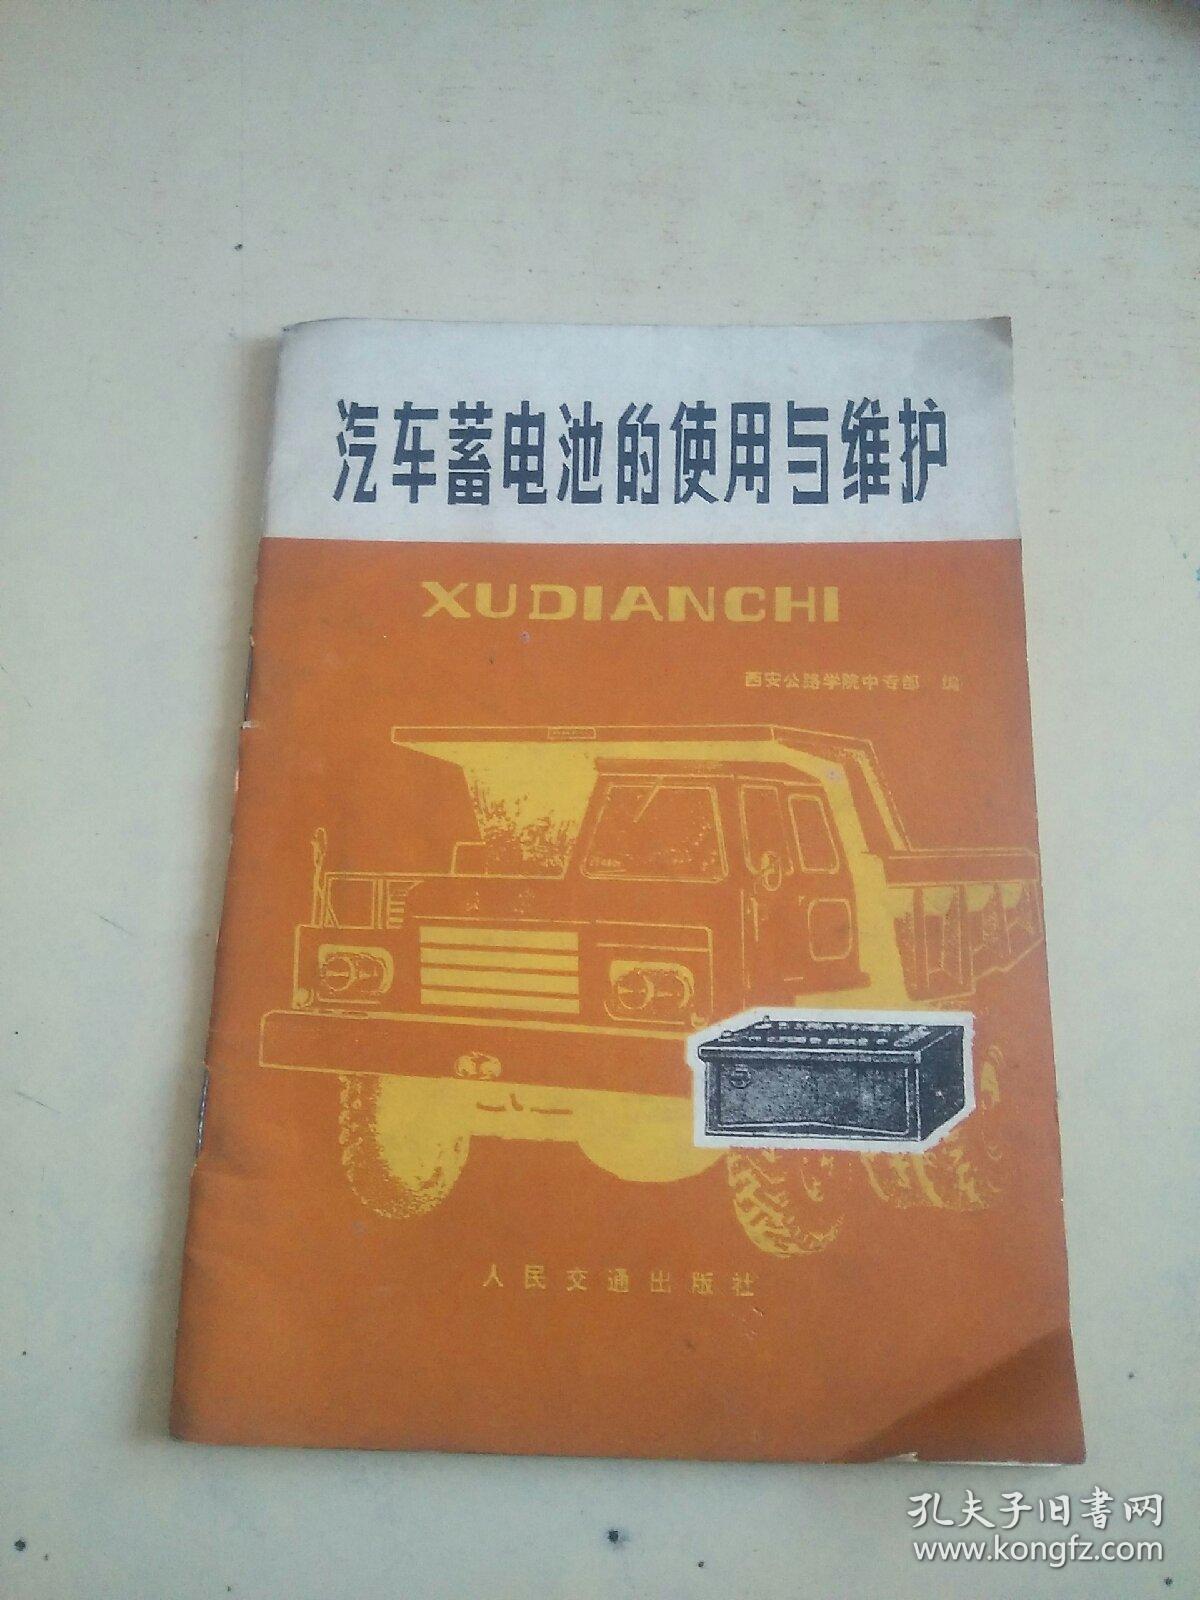 汽车蓄电池的使用与维护
XUDIANCHI
西安公路学院中专部 编
人民交通出版社
孔夫子旧书网
www.kongfz.com